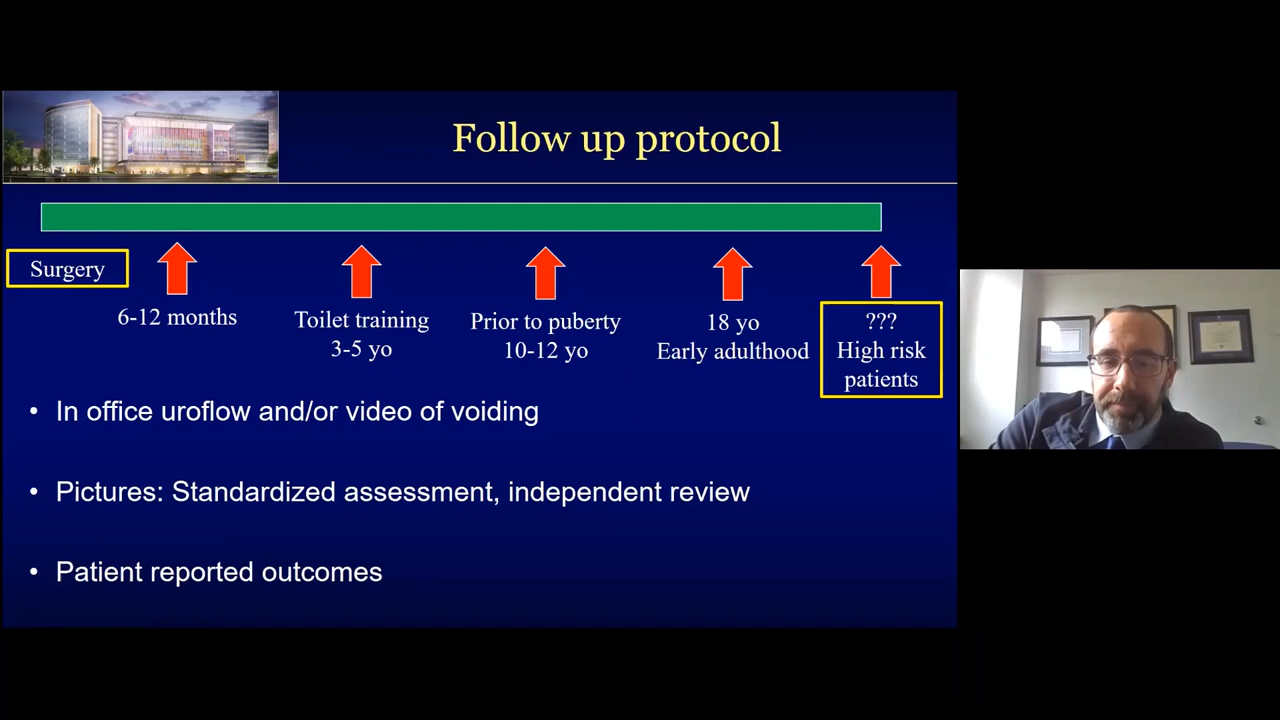 Follow up protocol
Surgery
6-12 months
Toilet training
3-5 yo
Prior to puberty
10-12 yo
18 yo
Early adulthood
???
High risk
patients
• In office uroflow and/or video of voiding
• Pictures: Standardized assessment, independent review
• Patient reported outcomes